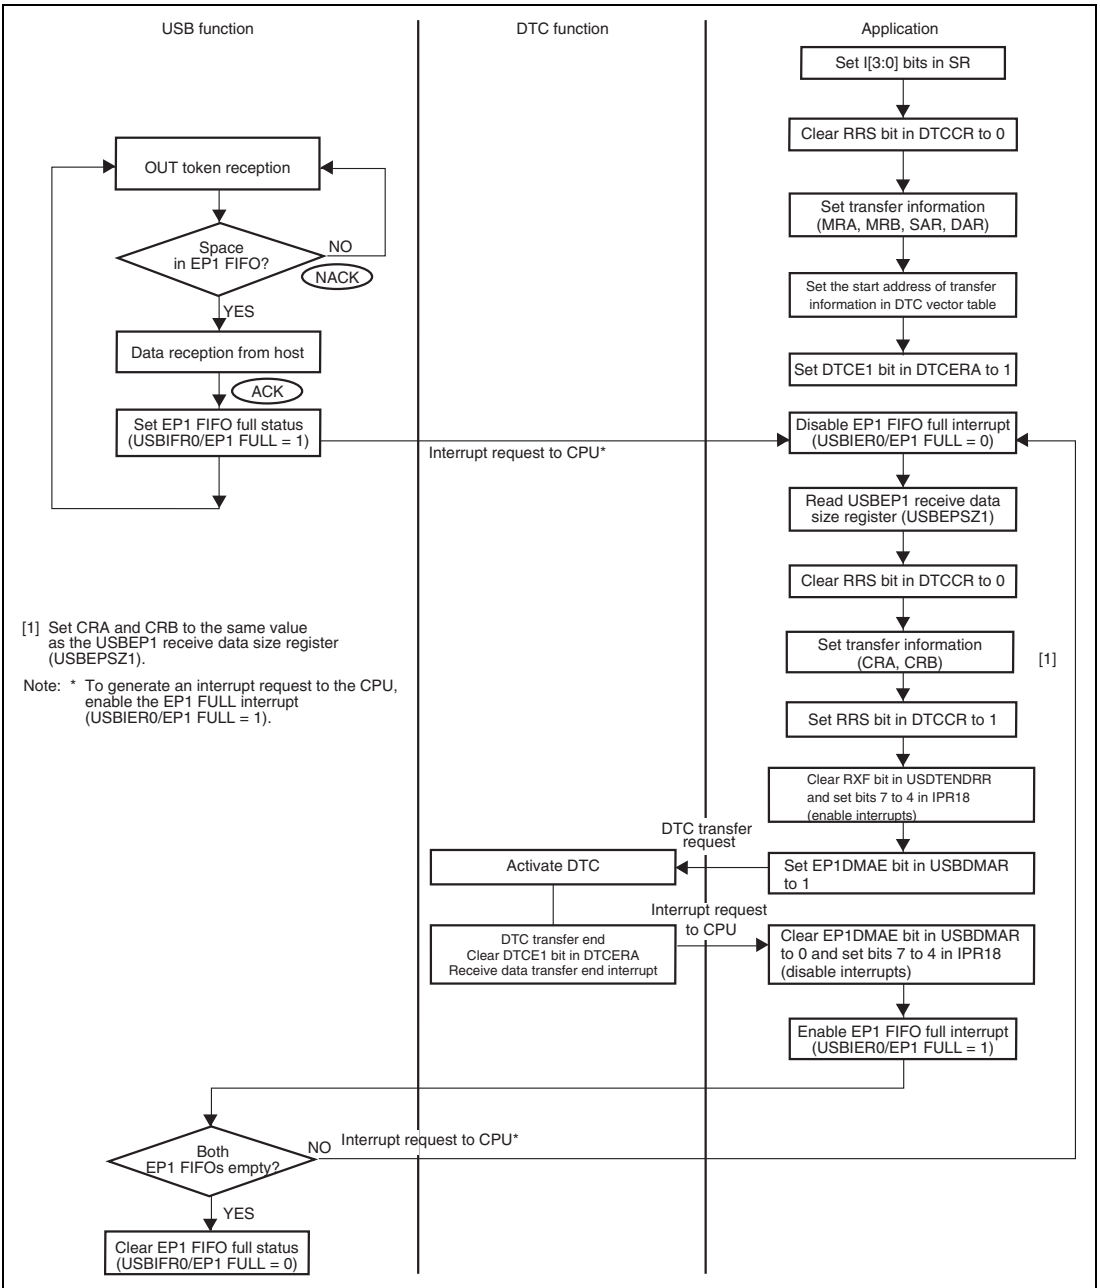 USB function
DTC function
Application
Set I[3:0] bits in SR
Clear RRS bit in DTCCR to 0
OUT token reception
Set transfer information
(MRA, MRB, SAR, DAR)
Space
in EP1 FIFO?
NO
NACK
YES
Set the start address of transfer
information in DTC vector table
Data reception from host
Set DTCE1 bit in DTCERA to 1
ACK
Set EP1 FIFO full status
(USBIFR0/EP1 FULL = 1)
Interrupt request to CPU*
Disable EP1 FIFO full interrupt
(USBIER0/EP1 FULL = 0)
Read USBEP1 receive data
size register (USBEPSZ1)
Clear RRS bit in DTCCR to 0
[1] Set CRA and CRB to the same value
as the USBEP1 receive data size register
(USBEPSZ1).
Set transfer information
(CRA, CRB)
[1]
Note: * To generate an interrupt request to the CPU,
enable the EP1 FULL interrupt
(USBIER0/EP1 FULL = 1).
Set RRS bit in DTCCR to 1
Clear RXF bit in USDTENDRR
and set bits 7 to 4 in IPR18
(enable interrupts)
DTC transfer
request
Activate DTC
Set EP1DMAE bit in USBDMAR
to 1
Interrupt request
to CPU
DTC transfer end
Clear DTCE1 bit in DTCERA
Receive data transfer end interrupt
Clear EP1DMAE bit in USBDMAR
to 0 and set bits 7 to 4 in IPR18
(disable interrupts)
Enable EP1 FIFO full interrupt
(USBIER0/EP1 FULL = 1)
Both
EP1 FIFOs empty?
NO
Interrupt request to CPU*
YES
Clear EP1 FIFO full status
(USBIFR0/EP1 FULL = 0)